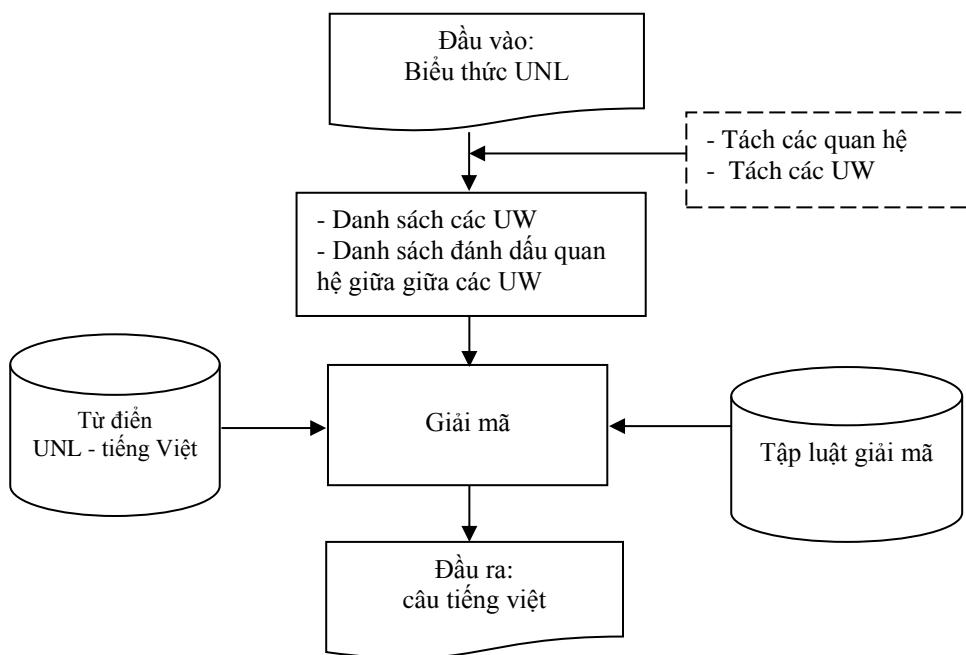 Đầu vào:
Biểu thức UNL
- Tách các quan hệ
- Tách các UW
- Danh sách các UW
- Danh sách đánh dấu quan
hệ giữa giữa các UW
Từ điển
UNL - tiếng Việt
Giải mã
Tập luật giải mã
Đầu ra:
câu tiếng việt